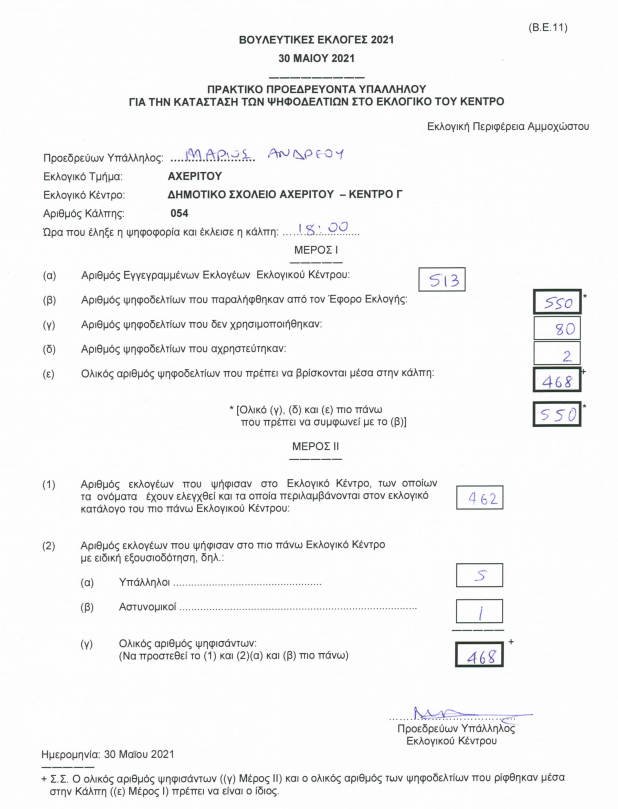 (Β.Ε.11)
ΒΟΥΛΕΥΤΙΚΕΣ ΕΚΛΟΓΕΣ 2021
30 ΜΑΙΟΥ 2021
ΠΡΑΚΤΙΚΟ ΠΡΟΕΔΡΕΥΟΝΤΑ ΥΠΑΛΛΗΛΟΥ
ΓΙΑ ΤΗΝ ΚΑΤΑΣΤΑΣΗ ΤΩΝ ΨΗΦΟΔΕΛΤΙΩΝ ΣΤΟ ΕΚΛΟΓΙΚΟ ΤΟΥ ΚΕΝΤΡΟ
Εκλογική Περιφέρεια Αμμοχώστου
Προεδρεύων Υπάλληλος: ΜΑΡΙΟΣ ΑΝΔΡΕΟΥ
Εκλογικό Τμήμα: ΑΧΕΡΙΤΟΥ
Εκλογικό Κέντρο: ΔΗΜΟΤΙΚΟ ΣΧΟΛΕΙΟ ΑΧΕΡΙΤΟΥ – ΚΕΝΤΡΟ Γ
Αριθμός Κάλπης: 054
Ώρα που έληξε η ψηφοφορία και έκλεισε η κάλπη: 18:00
ΜΕΡΟΣ Ι
(α) Αριθμός Εγγεγραμμένων Εκλογέων Εκλογικού Κέντρου: 513
(β) Αριθμός ψηφοδελτίων που παραλήφθηκαν από τον Έφορο Εκλογής: 550 *
(γ) Αριθμός ψηφοδελτίων που δεν χρησιμοποιήθηκαν: 80
(δ) Αριθμός ψηφοδελτίων που αχρηστεύτηκαν: 2
(ε) Ολικός αριθμός ψηφοδελτίων που πρέπει να βρίσκονται μέσα στην κάλπη: 468 +
* [Ολικό (γ), (δ) και (ε) πιο πάνω
που πρέπει να συμφωνεί με το (β)] 550 *
ΜΕΡΟΣ ΙΙ
(1) Αριθμός εκλογέων που ψήφισαν στο Εκλογικό Κέντρο, των οποίων
τα ονόματα έχουν ελεγχθεί και τα οποία περιλαμβάνονται στον εκλογικό
κατάλογο του πιο πάνω Εκλογικού Κέντρου: 462
(2) Αριθμός εκλογέων που ψήφισαν στο πιο πάνω Εκλογικό Κέντρο
με ειδική εξουσιοδότηση, δηλ.:
(α) Υπάλληλοι .................................................. 5
(β) Αστυνομικοί ................................................................................ 1
(γ) Ολικός αριθμός ψηφισάντων: +
(Να προστεθεί το (1) και (2)(α) και (β) πιο πάνω) 468
Προεδρεύων Υπάλληλος
Εκλογικού Κέντρου
Ημερομηνία: 30 Μαϊου 2021
+ Σ.Σ. Ο ολικός αριθμός ψηφισάντων ((γ) Μέρος ΙΙ) και ο ολικός αριθμός των ψηφοδελτίων που ρίφθηκαν μέσα
στην Κάλπη ((ε) Μέρος Ι) πρέπει να είναι ο ίδιος.